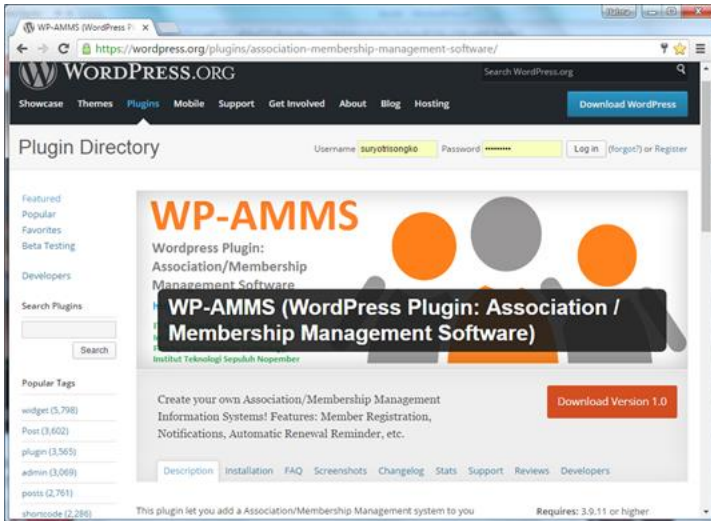 WP-AMMS (WordPress Pl
https://wordpress.org/plugins/association-membership-management-software/
WORDPRESS.ORG
Search WordPress.org
Showcase Themes Plugins Mobile Support Get Involved About Blog Hosting
Download WordPress
Plugin Directory
Username suryotrisongko Password ••••••••• Log in (forgot?) or Register
Featured
Popular
Favorites
Beta Testing
Developers
Search Plugins
Search
Popular Tags
widget (5,798)
Post (3,602)
plugin (3,565)
admin (3,069)
posts (2,761)
shortcode (2,286)
WP-AMMS
Wordpress Plugin:
Association/Membership
Management Software
WP-AMMS (WordPress Plugin: Association /
Membership Management Software)
Institut Teknologi Sepuluh Nopember
Create your own Association/Membership Management
Information Systems! Features: Member Registration,
Notifications, Automatic Renewal Reminder, etc.
Download Version 1.0
Description Installation FAQ Screenshots Changelog Stats Support Reviews Developers
This plugin let you add a Association/Membership Management system to you
Requires: 3.9.11 or higher